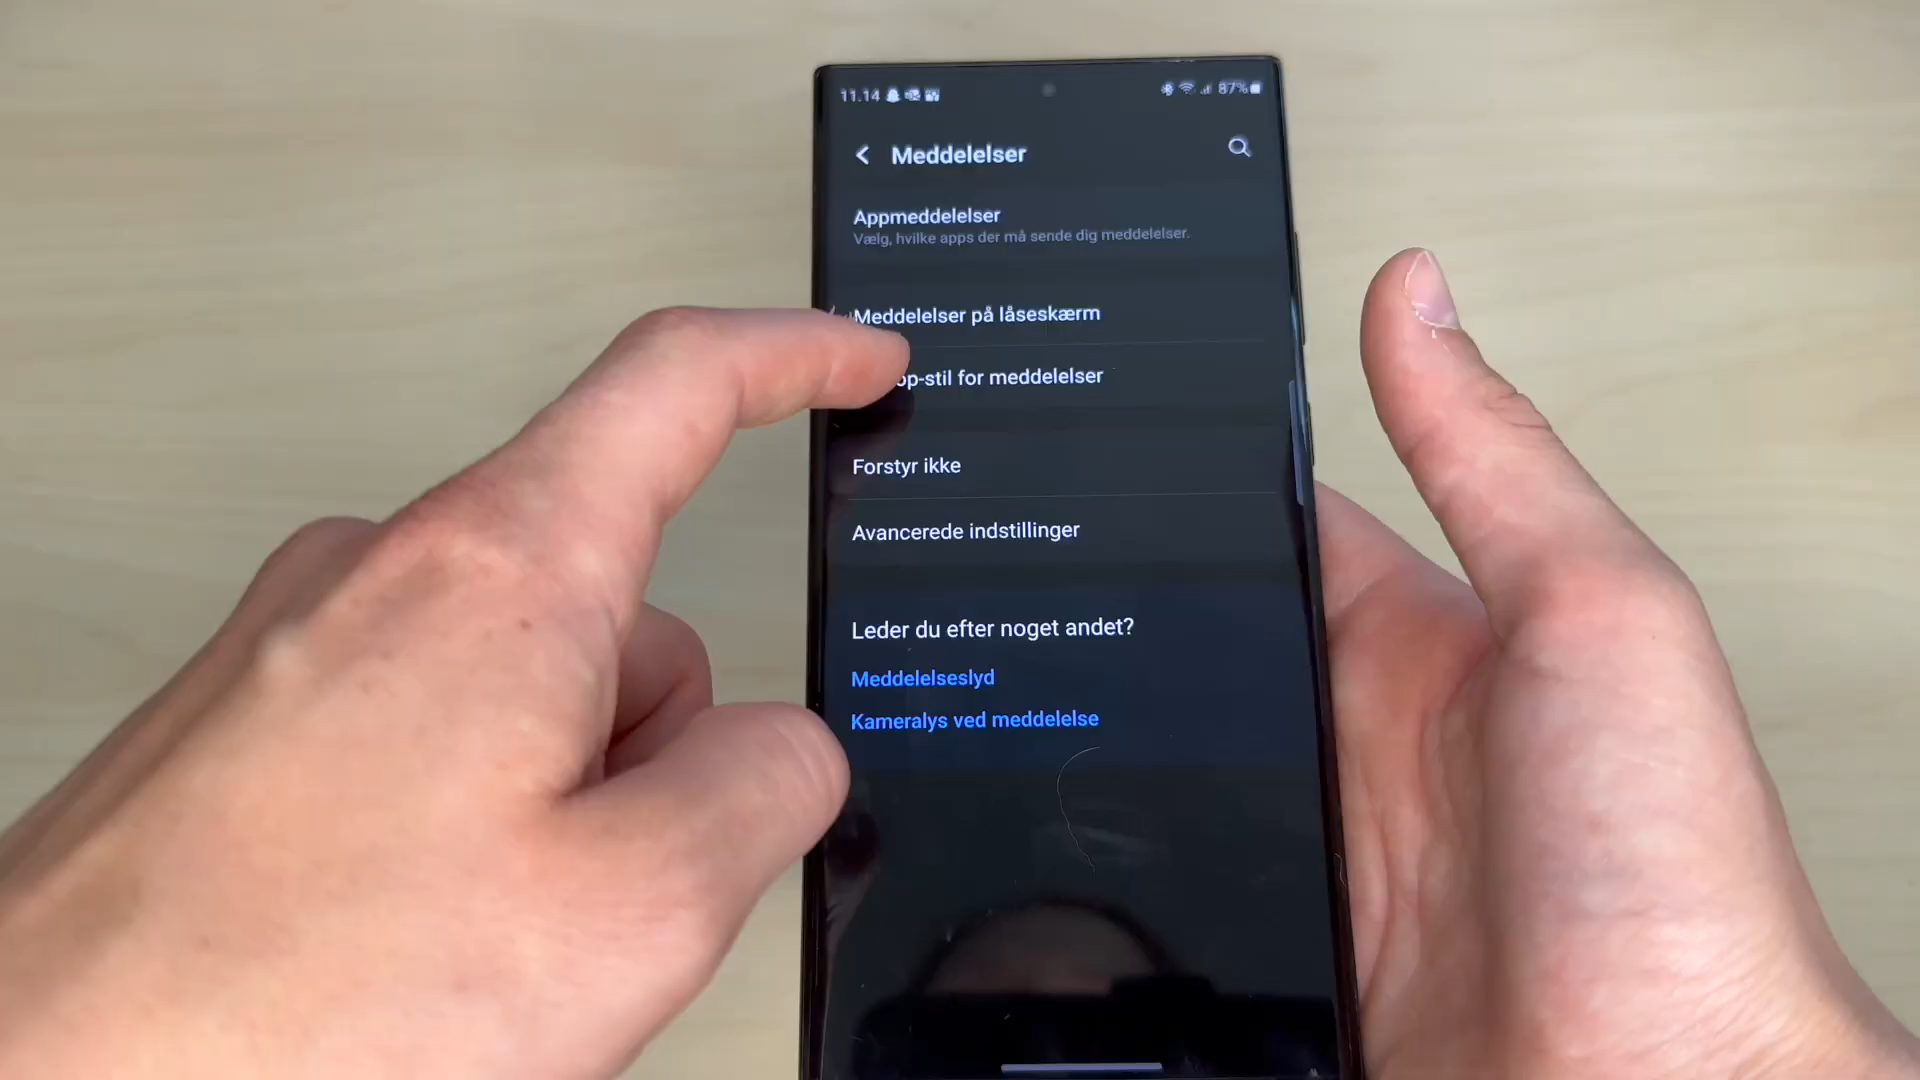 11.14 87%
Meddelelser
Appmeddelelser
Vælg, hvilke apps der må sende dig meddelelser.
Meddelelser på låseskærm
op-stil for meddelelser
Forstyr ikke
Avancerede indstillinger
Leder du efter noget andet?
Meddelelseslyd
Kameralys ved meddelelse